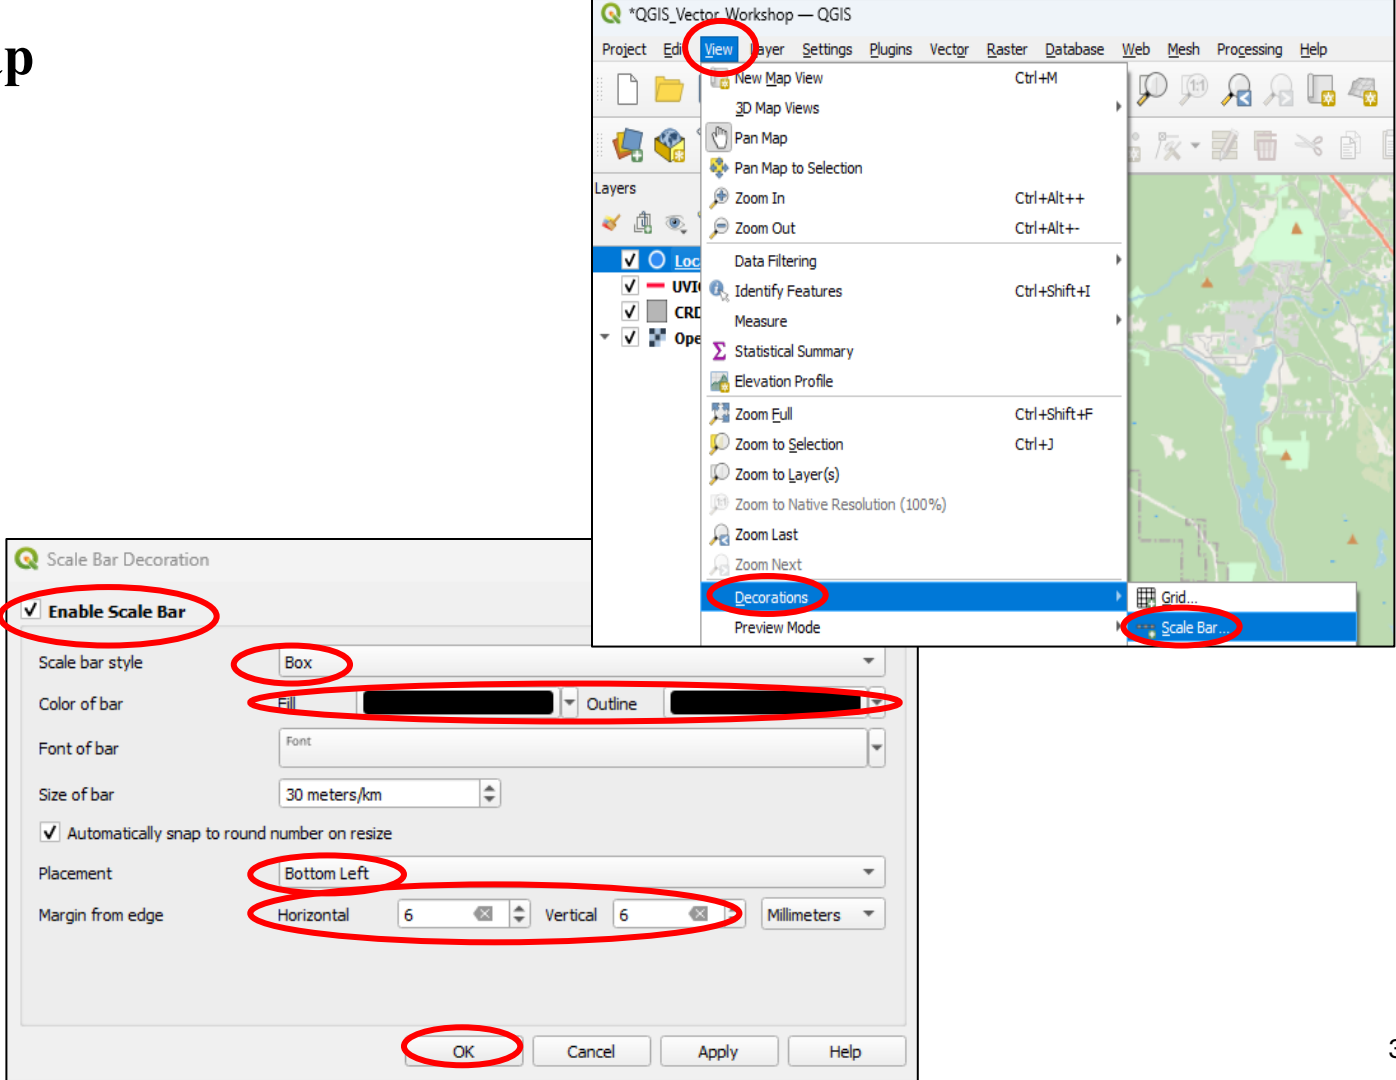 *QGIS_Vector_Workshop — QGIS
Project View Settings Plugins Vector Raster Database Web Mesh Processing Help
New Map View Ctrl+M
3D Map Views
Pan Map
Pan Map to Selection
Layers
Zoom In Ctrl+Alt++
Zoom Out Ctrl+Alt+-
Data Filtering
Identify Features Ctrl+Shift+I
Measure
Statistical Summary
Elevation Profile
Zoom Full Ctrl+Shift+F
Zoom to Selection Ctrl+J
Zoom to Layer(s)
Zoom to Native Resolution (100%)
Zoom Last
Zoom Next
Decorations
Grid...
Scale Bar...
Preview Mode
Scale Bar Decoration
Enable Scale Bar
Scale bar style Box
Color of bar Fill Outline
Font of bar Font
Size of bar 30 meters/km
Automatically snap to round number on resize
Placement Bottom Left
Margin from edge Horizontal 6 Vertical 6 Millimeters
OK Cancel Apply Help